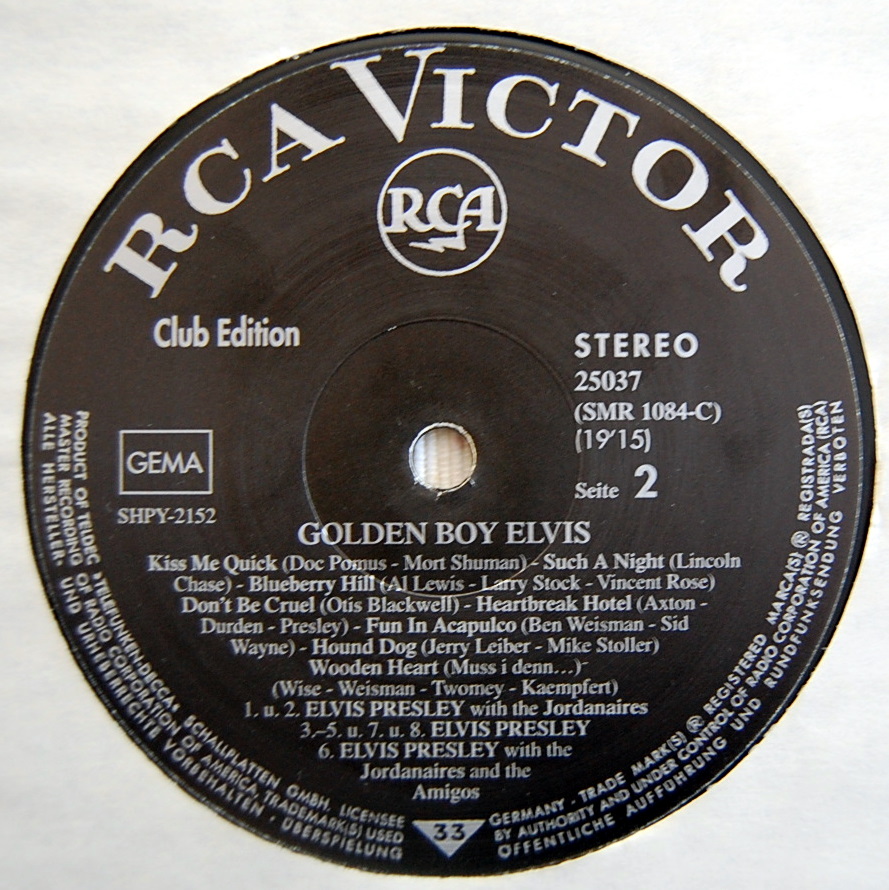 RCA VICTOR
RCA
Club Edition
STEREO
25037
(SMR 1084-C)
(19'15)
Seite 2
GEMA
SHPY-2152
GOLDEN BOY ELVIS
Kiss Me Quick (Doc Pomus - Mort Shuman) - Such A Night (Lincoln
Chase) - Blueberry Hill (Al Lewis - Larry Stock - Vincent Rose)
Don't Be Cruel (Otis Blackwell) - Heartbreak Hotel (Axton -
Durden - Presley) - Fun In Acapulco (Ben Weisman - Sid
Wayne) - Hound Dog (Jerry Leiber - Mike Stoller)
Wooden Heart (Muss i denn...)
(Wise - Weisman - Twomey - Kaempfert)
1. u. 2. ELVIS PRESLEY with the Jordanaires
3.-5. u. 7. u. 8. ELVIS PRESLEY
6. ELVIS PRESLEY with the
Jordanaires and the
Amigos
33
PRODUCT OF TELDEC »TELEFUNKEN-DECCA« SCHALLPLATTEN GMBH, LICENSEE
MASTER RECORDING OF RADIO CORPORATION OF AMERICA, TRADEMARK(S) USED
ALLE HERSTELLER- UND URHEBERRECHTE VORBEHALTEN · ÜBERSPIELUNG
GERMANY · TRADE MARK(S) ® REGISTERED MARCA(S) ® REGISTRADA(S)
BY AUTHORITY AND UNDER CONTROL OF RADIO CORPORATION OF AMERICA (RCA)
ÖFFENTLICHE AUFFÜHRUNG UND RUNDFUNKSENDUNG VERBOTEN